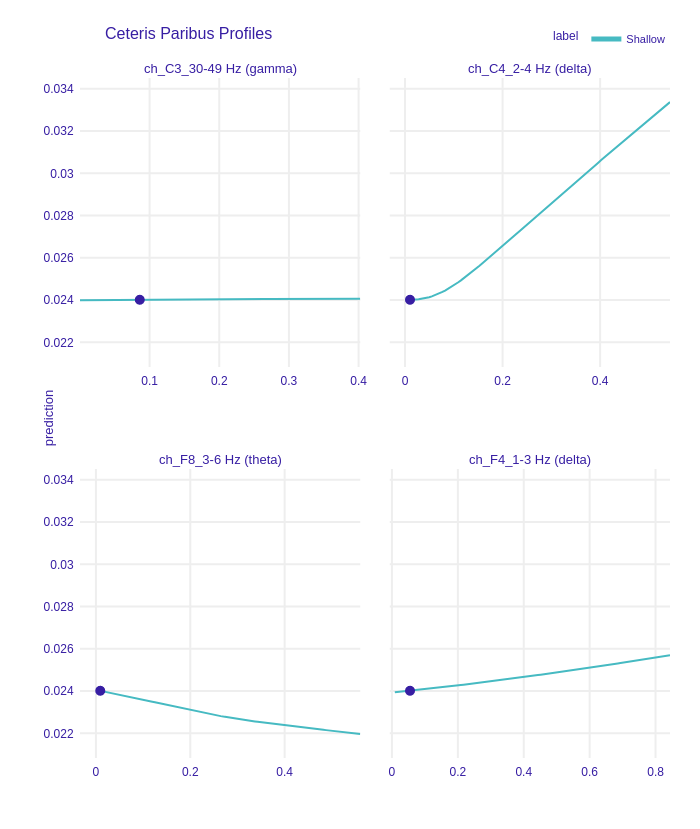 Ceteris Paribus Profiles
label Shallow
ch_C3_30-49 Hz (gamma) ch_C4_2-4 Hz (delta)
0.034
0.032
0.03
0.028
0.026
0.024
0.022
0.1 0.2 0.3 0.4 0 0.2 0.4
prediction
ch_F8_3-6 Hz (theta) ch_F4_1-3 Hz (delta)
0.034
0.032
0.03
0.028
0.026
0.024
0.022
0 0.2 0.4 0 0.2 0.4 0.6 0.8